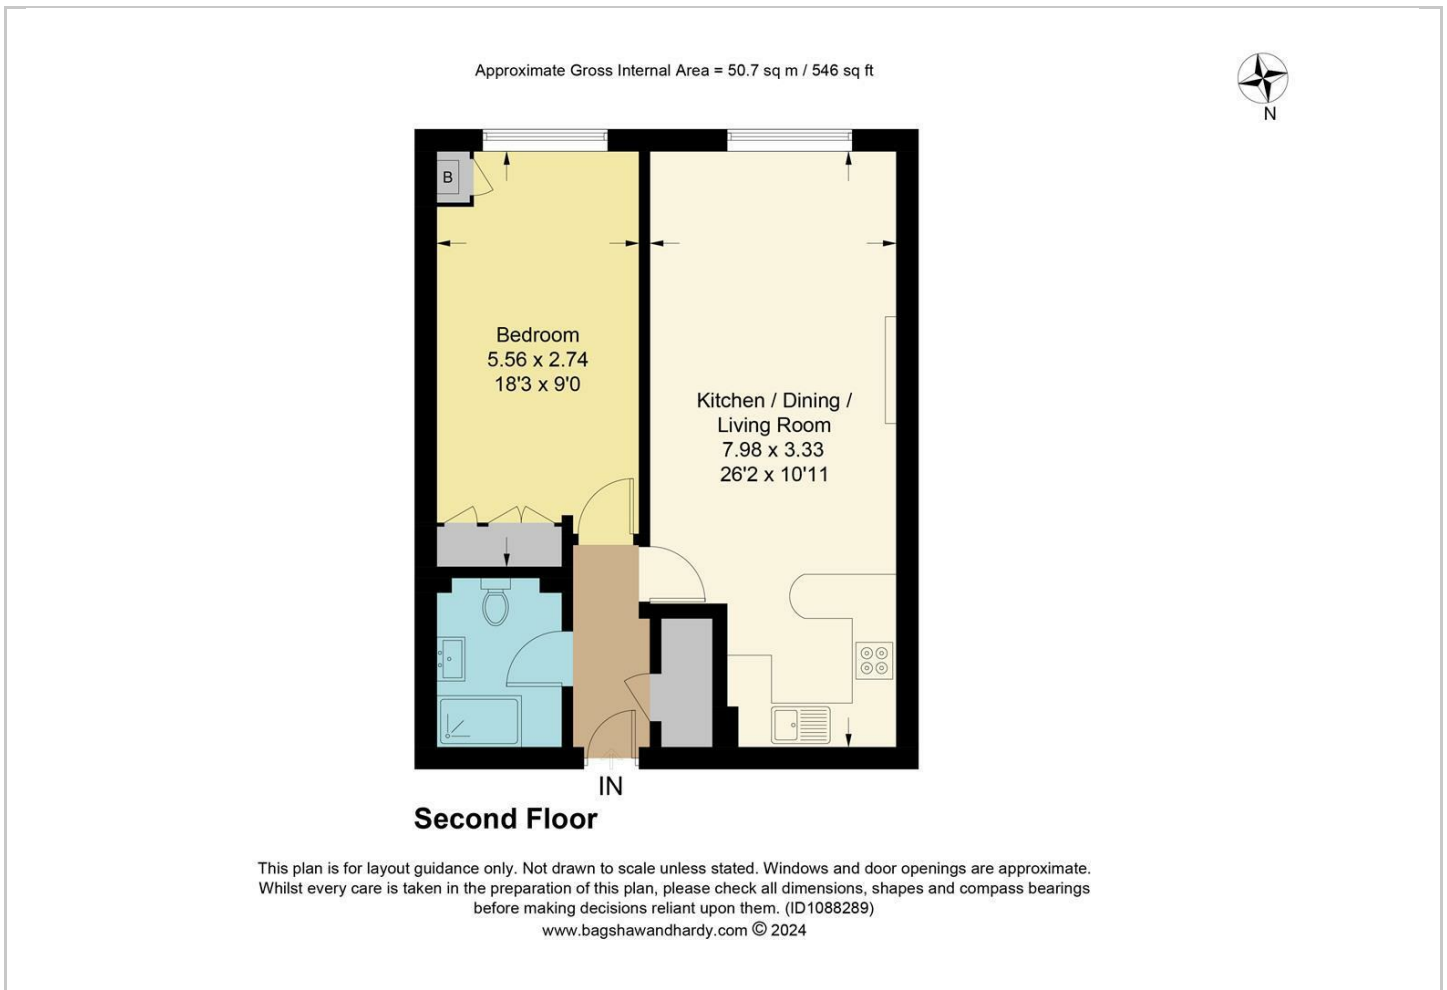 Approximate Gross Internal Area = 50.7 sq m / 546 sq ft
N
B
Bedroom
5.56 x 2.74
18'3 x 9'0
Kitchen / Dining /
Living Room
7.98 x 3.33
26'2 x 10'11
IN
Second Floor
This plan is for layout guidance only. Not drawn to scale unless stated. Windows and door openings are approximate.
Whilst every care is taken in the preparation of this plan, please check all dimensions, shapes and compass bearings
before making decisions reliant upon them. (ID1088289)
www.bagshawandhardy.com © 2024